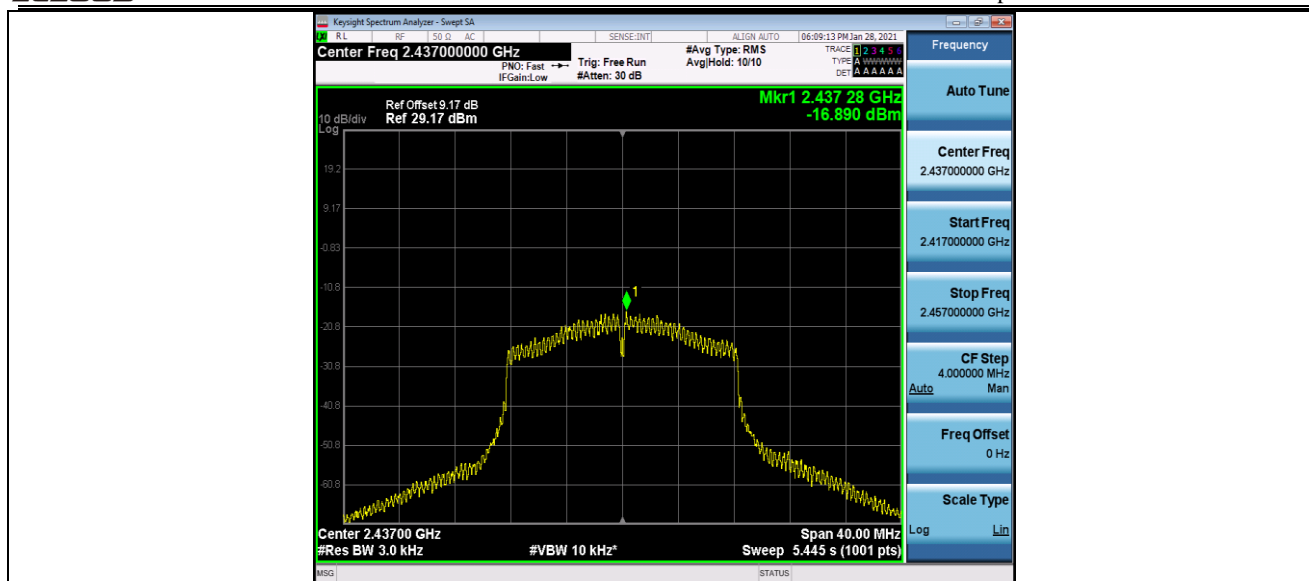 Keysight Spectrum Analyzer - Swept SA
RL RF 50 Ω AC SENSE:INT ALIGN AUTO 06:09:13 PM Jan 28, 2021
Center Freq 2.437000000 GHz
PNO: Fast
IFGain:Low
Trig: Free Run
#Atten: 30 dB
#Avg Type: RMS
Avg|Hold: 10/10
TRACE 1 2 3 4 5 6
TYPE A WWWWW
DET A A A A A A
Mkr1 2.437 28 GHz
-16.890 dBm
Ref Offset 9.17 dB
10 dB/div Ref 29.17 dBm
Log
19.2
9.17
-0.83
-10.8
-20.8
-30.8
-40.8
-50.8
-60.8
1
Center 2.43700 GHz Span 40.00 MHz
#Res BW 3.0 kHz #VBW 10 kHz* Sweep 5.445 s (1001 pts)
MSG STATUS
Frequency
Auto Tune
Center Freq
2.437000000 GHz
Start Freq
2.417000000 GHz
Stop Freq
2.457000000 GHz
CF Step
4.000000 MHz
Auto Man
Freq Offset
0 Hz
Scale Type
Log Lin